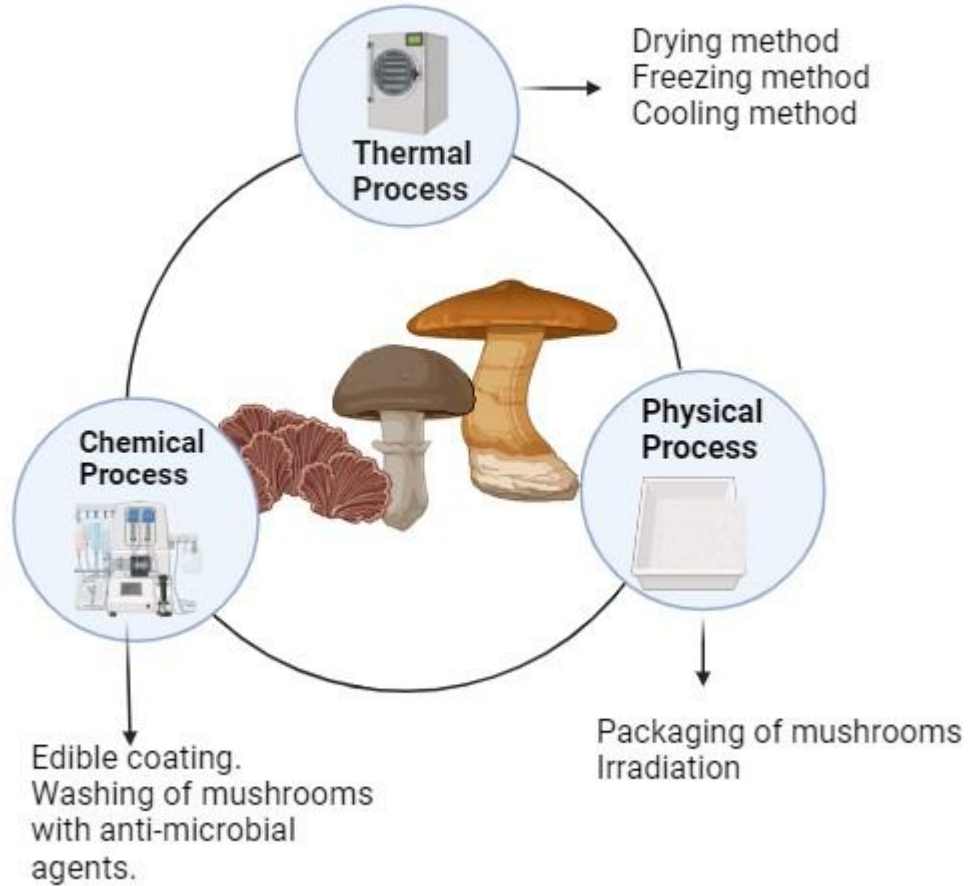 Drying method
Freezing method
Cooling method
Thermal
Process
Physical
Process
Chemical
Process
Packaging of mushrooms
Irradiation
Edible coating.
Washing of mushrooms
with anti-microbial
agents.